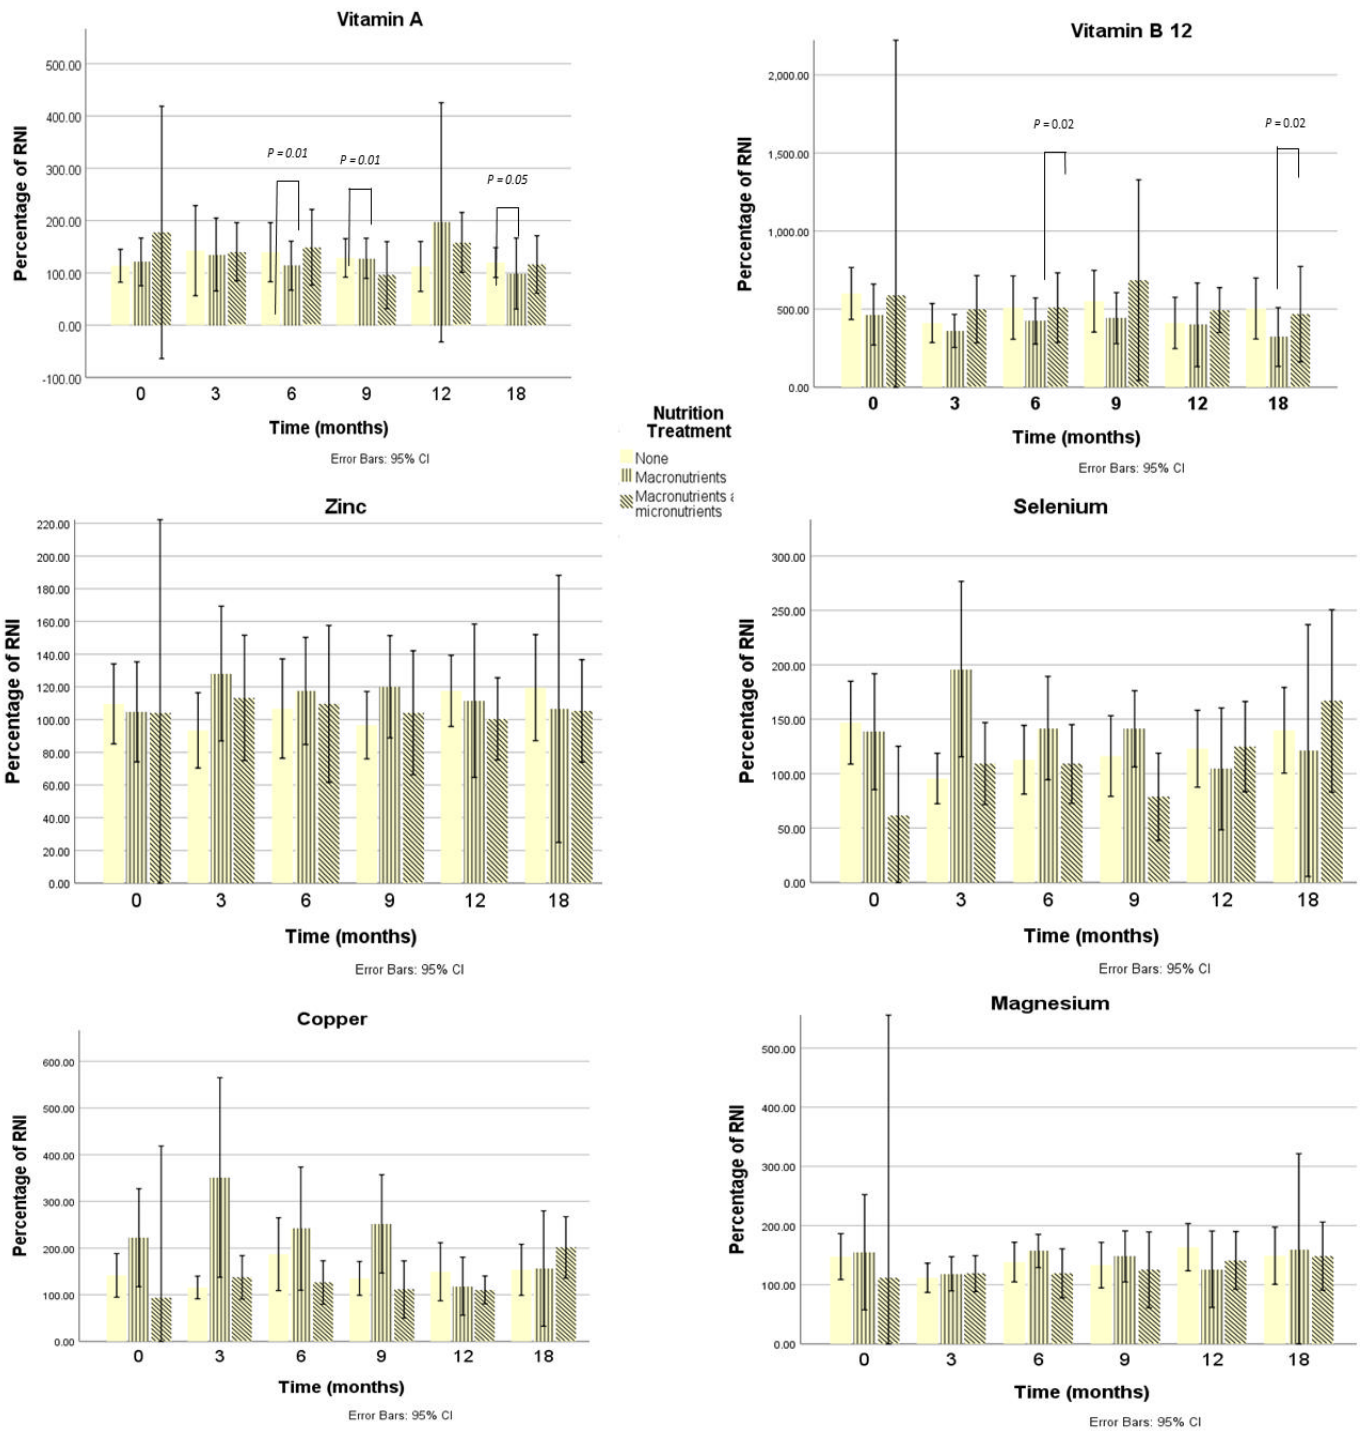 Vitamin A
Percentage of RNI
500.00
400.00
300.00
200.00
100.00
0.00
-100.00
P = 0.01
P = 0.01
P = 0.05
0 3 6 9 12 18
Time (months)
Error Bars: 95% CI
Vitamin B 12
Percentage of RNI
2,000.00
1,500.00
1,000.00
500.00
0.00
P = 0.02
P = 0.02
0 3 6 9 12 18
Time (months)
Error Bars: 95% CI
Nutrition
Treatment
None
Macronutrients
Macronutrients a
micronutrients
Zinc
Percentage of RNI
220.00
200.00
180.00
160.00
140.00
120.00
100.00
80.00
60.00
40.00
20.00
0.00
0 3 6 9 12 18
Time (months)
Error Bars: 95% CI
Selenium
Percentage of RNI
300.00
250.00
200.00
150.00
100.00
50.00
0.00
0 3 6 9 12 18
Time (months)
Error Bars: 95% CI
Copper
Percentage of RNI
600.00
500.00
400.00
300.00
200.00
100.00
0.00
0 3 6 9 12 18
Time (months)
Error Bars: 95% CI
Magnesium
Percentage of RNI
500.00
400.00
300.00
200.00
100.00
0.00
0 3 6 9 12 18
Time (months)
Error Bars: 95% CI